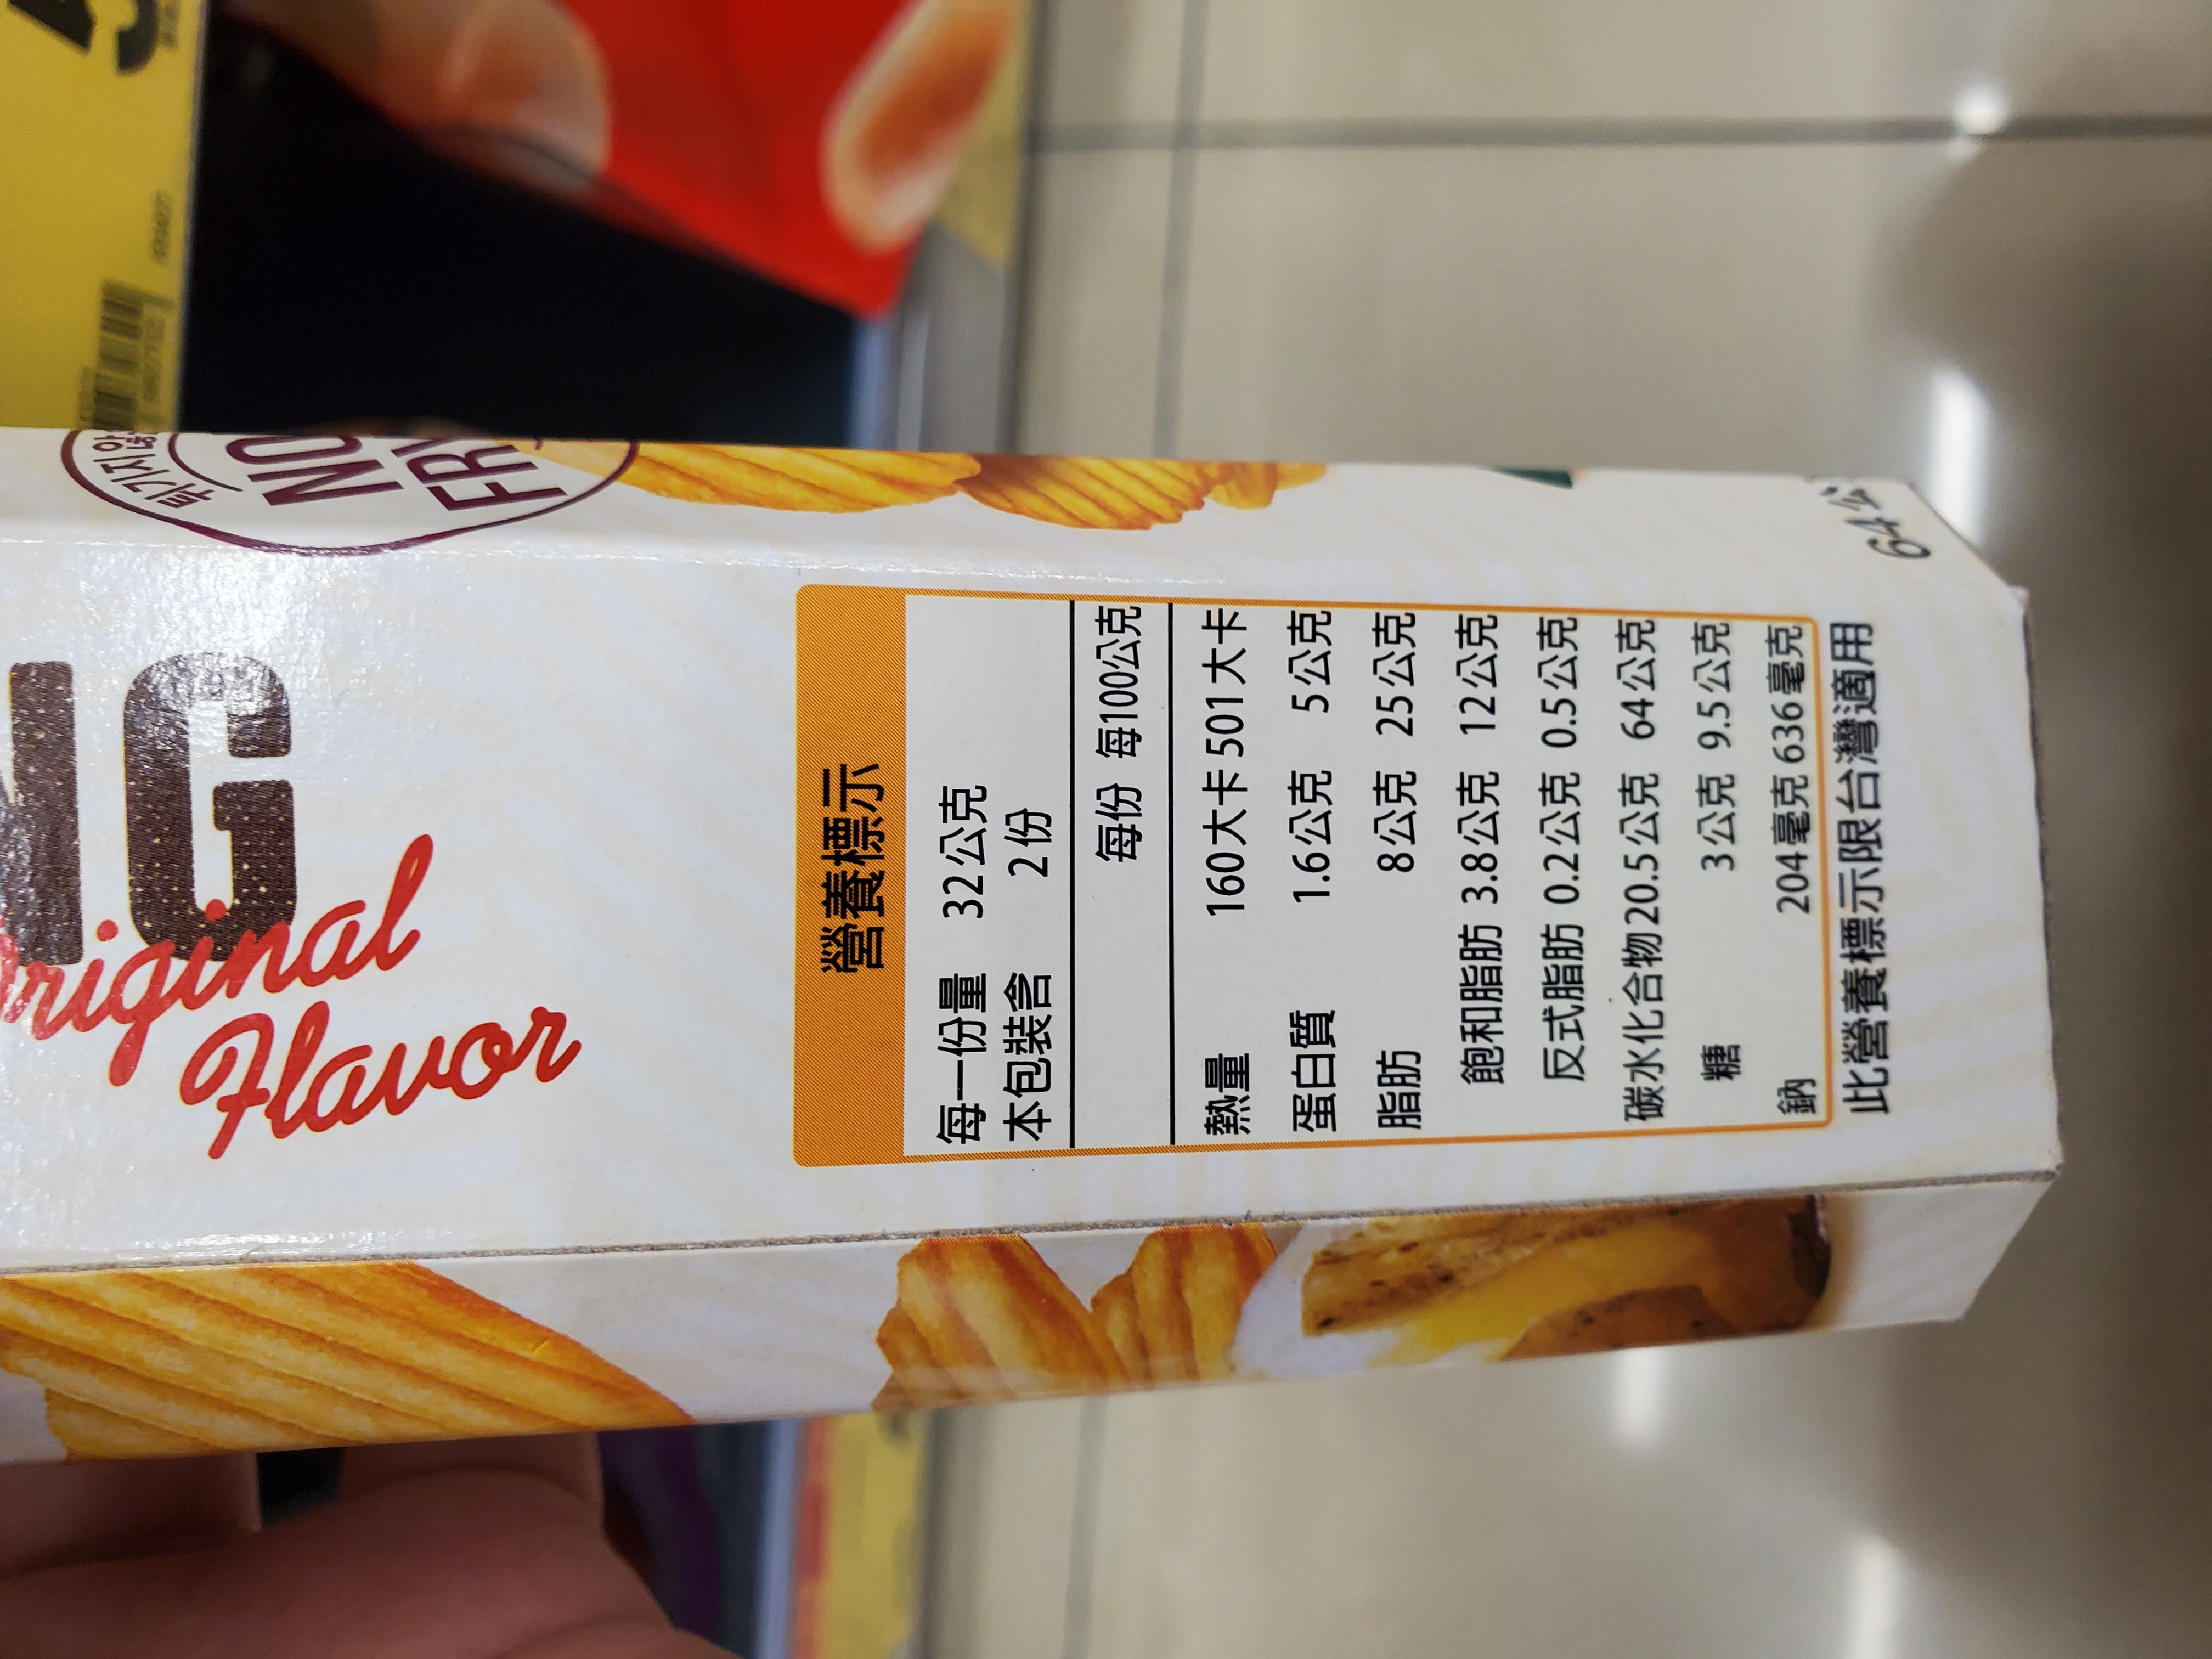 NG
Original
Flavor
튀기지 않
NO
FRY
營養標示
每一份量 32公克
本包裝含 2份
每份 每100公克
熱量 160大卡 501大卡
蛋白質 1.6公克 5公克
脂肪 8公克 25公克
飽和脂肪 3.8公克 12公克
反式脂肪 0.2公克 0.5公克
碳水化合物 20.5公克 64公克
糖 3公克 9.5公克
鈉 204毫克 636毫克
此營養標示限台灣適用
64公
5